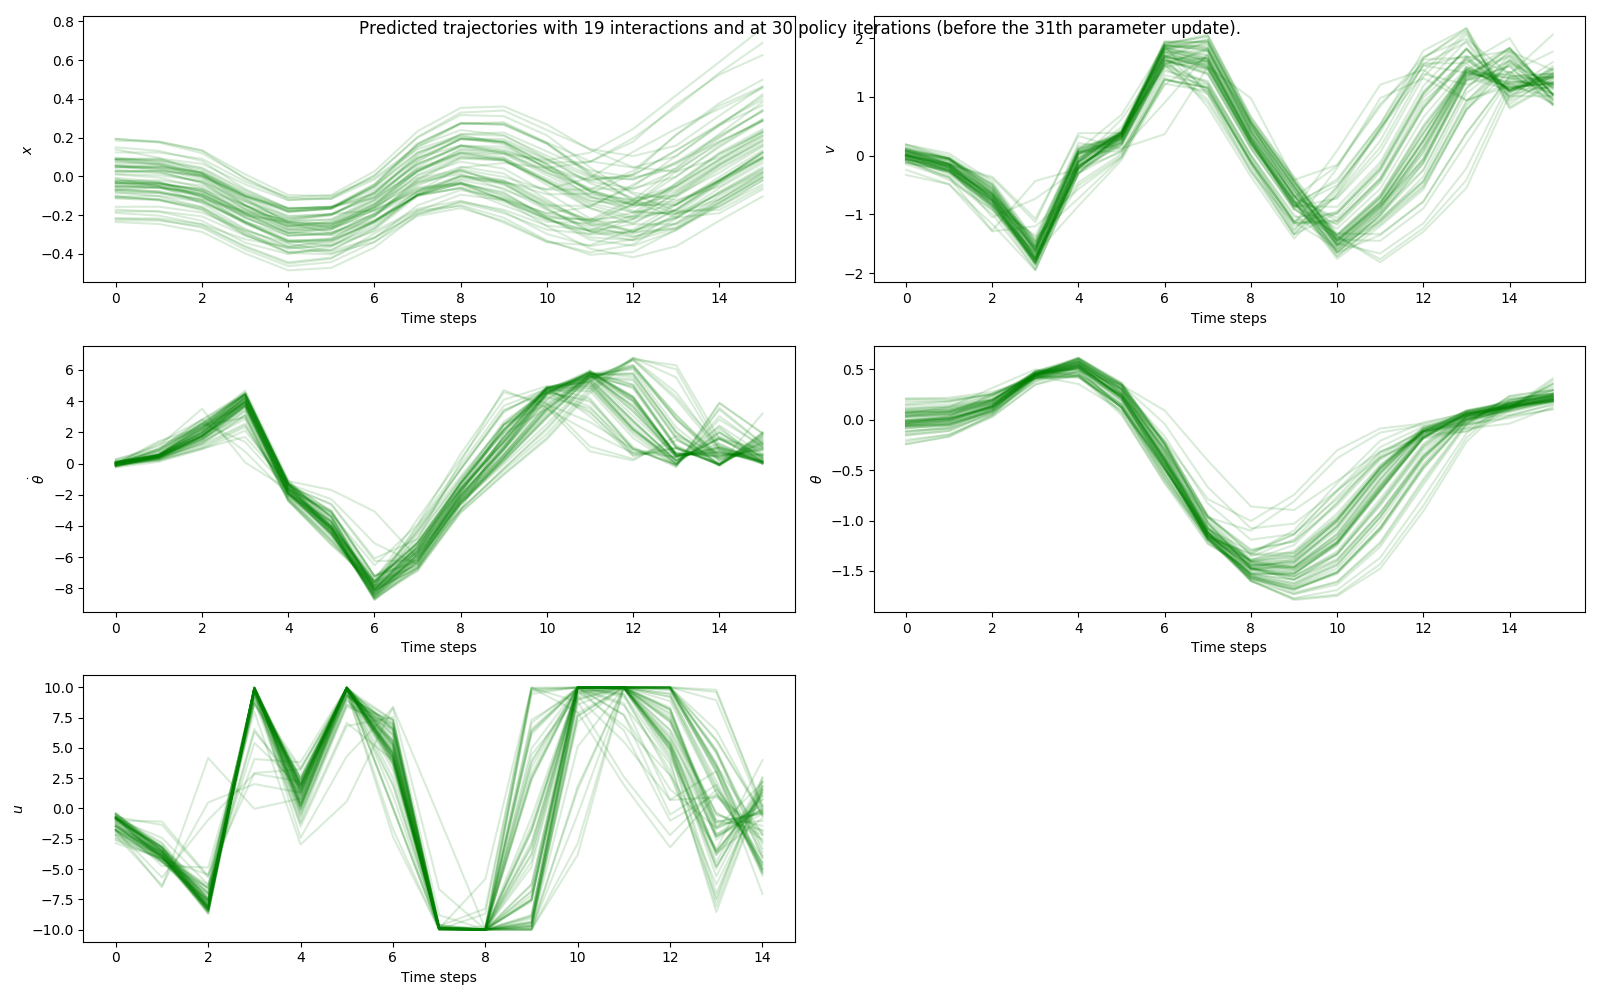 Predicted trajectories with 19 interactions and at 30 policy iterations (before the 31th parameter update).
0.8
0.6
0.4
0.2
0.0
−0.2
−0.4
x
0 2 4 6 8 10 12 14
Time steps
2
1
0
−1
−2
v
0 2 4 6 8 10 12 14
Time steps
6
4
2
0
−2
−4
−6
−8
θ̇
0 2 4 6 8 10 12 14
Time steps
0.5
0.0
−0.5
−1.0
−1.5
θ
0 2 4 6 8 10 12 14
Time steps
10.0
7.5
5.0
2.5
0.0
−2.5
−5.0
−7.5
−10.0
u
0 2 4 6 8 10 12 14
Time steps